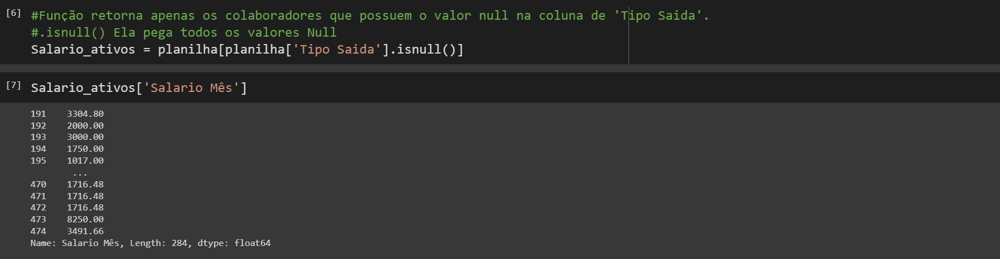 [6] #Função retorna apenas os colaboradores que possuem o valor null na coluna de 'Tipo Saida'.
#.isnull() Ela pega todos os valores Null
Salario_ativos = planilha[planilha['Tipo Saida'].isnull()]
[7] Salario_ativos['Salario Mês']
191    3304.80
192    2000.00
193    3000.00
194    1750.00
195    1017.00
...
470    1716.48
471    1716.48
472    1716.48
473    8250.00
474    3491.66
Name: Salario Mês, Length: 284, dtype: float64